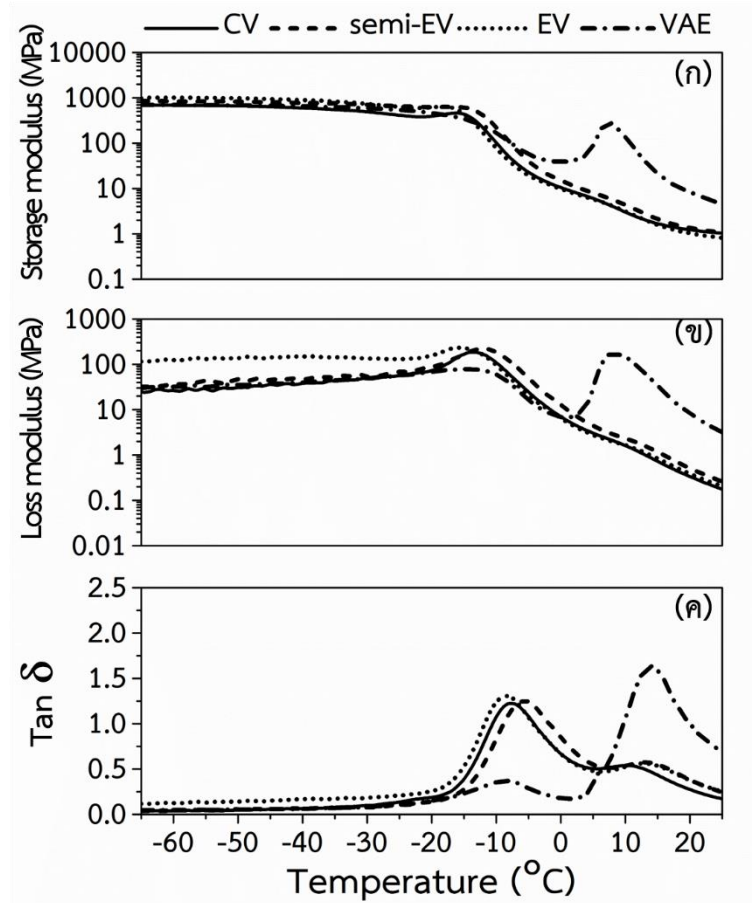 CV semi-EV EV VAE
Storage modulus (MPa)
10000
1000
100
10
1
0.1
(ก)
Loss modulus (MPa)
1000
100
10
1
0.1
0.01
(ข)
Tan δ
2.5
2.0
1.5
1.0
0.5
0.0
(ค)
-60 -50 -40 -30 -20 -10 0 10 20
Temperature (°C)